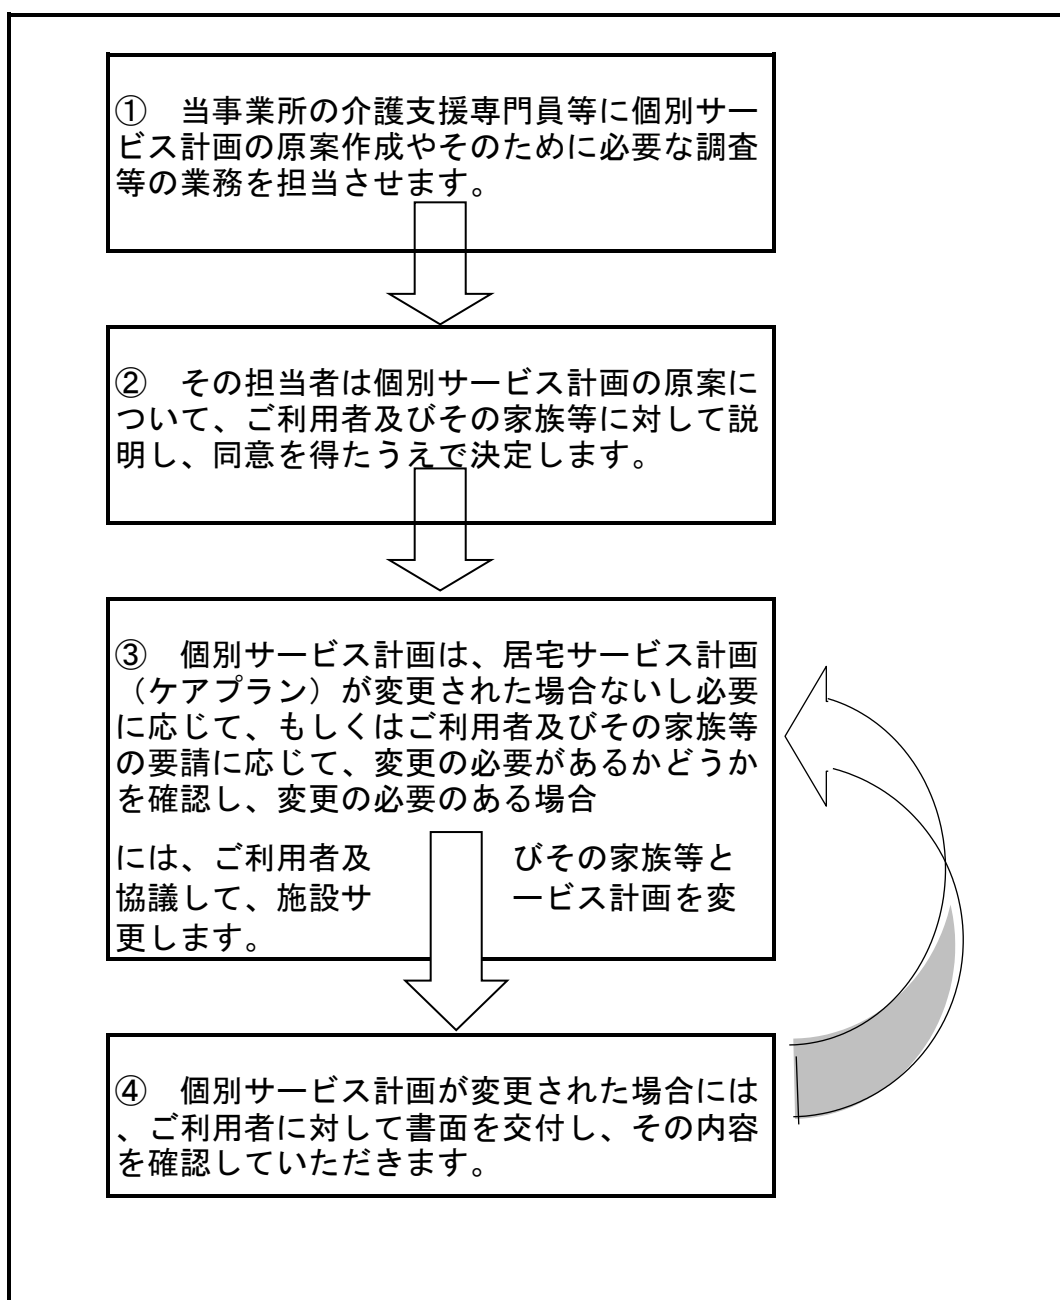 ①　当事業所の介護支援専門員等に個別サー
ビス計画の原案作成やそのために必要な調査
等の業務を担当させます。
②　その担当者は個別サービス計画の原案に
ついて、ご利用者及びその家族等に対して説
明し、同意を得たうえで決定します。
③　個別サービス計画は、居宅サービス計画
（ケアプラン）が変更された場合ないし必要
に応じて、もしくはご利用者及びその家族等
の要請に応じて、変更の必要があるかどうか
を確認し、変更の必要のある場合
には、ご利用者及びその家族等と
協議して、施設サービス計画を変
更します。
④　個別サービス計画が変更された場合には
、ご利用者に対して書面を交付し、その内容
を確認していただきます。